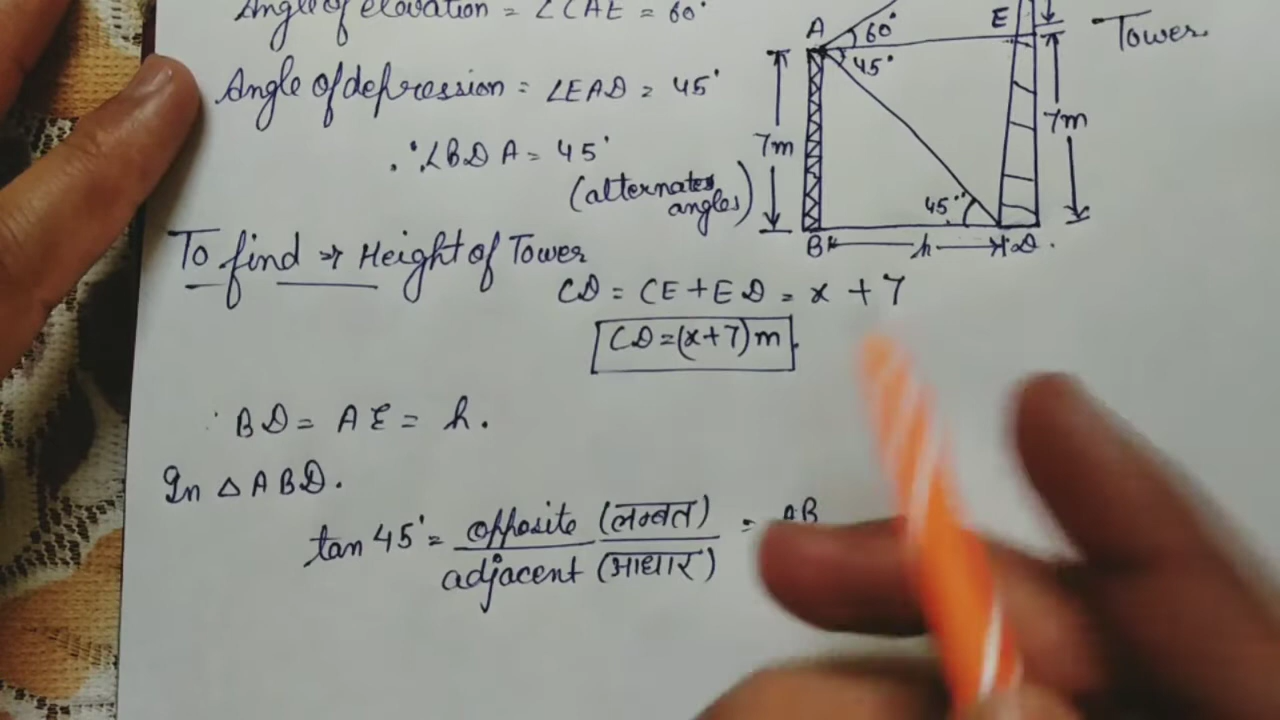 Angle of elevation = ∠CAE = 60°
Angle of depression = ∠EAD = 45°
∴ ∠BDA = 45°
(alternates angles)
To find → Height of Tower
CD = CE + ED = x + 7
CD = (x+7) m.
∴ BD = AE = h.
In △ ABD.
tan 45° = opposite (लम्बत) / adjacent (आधार) = AB
A
60°
45°
E
Tower
7m
7m
45°
B
h
D